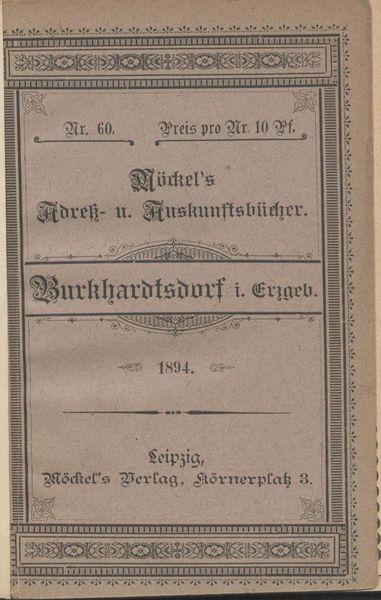 Nr. 60. Preis pro Nr. 10 Pf.
Möckel's
Adreß- u. Auskunftsbücher.
Burkhardtsdorf i. Erzgeb.
1894.
Leipzig,
Möckel's Verlag, Körnerplatz 3.